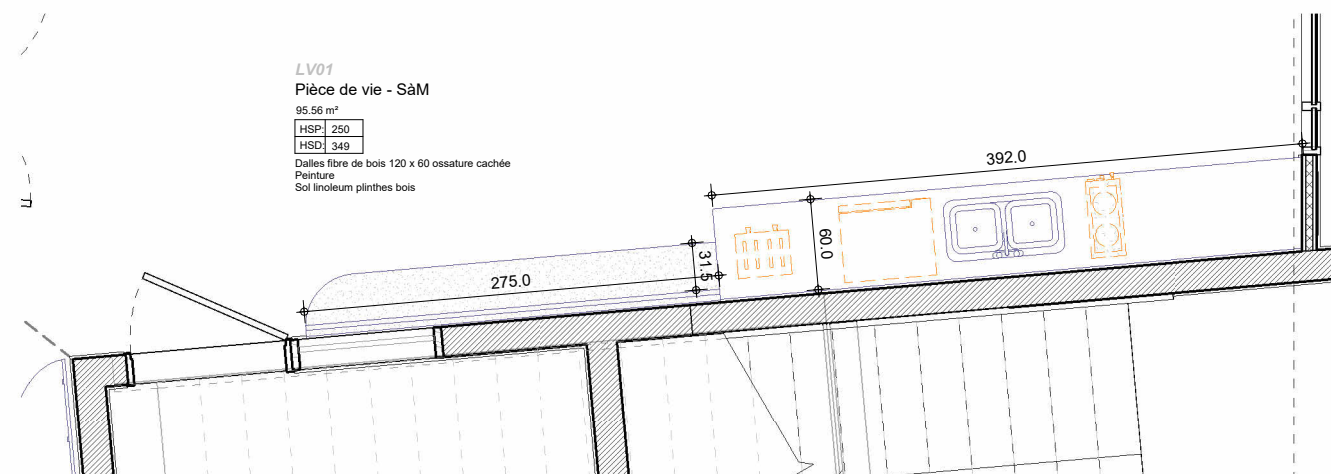 LV01
Pièce de vie - SàM
95.56 m²
HSP: 250
HSD: 349
Dalles fibre de bois 120 x 60 ossature cachée
Peinture
Sol linoleum plinthes bois
392.0
60.0
31.5
275.0